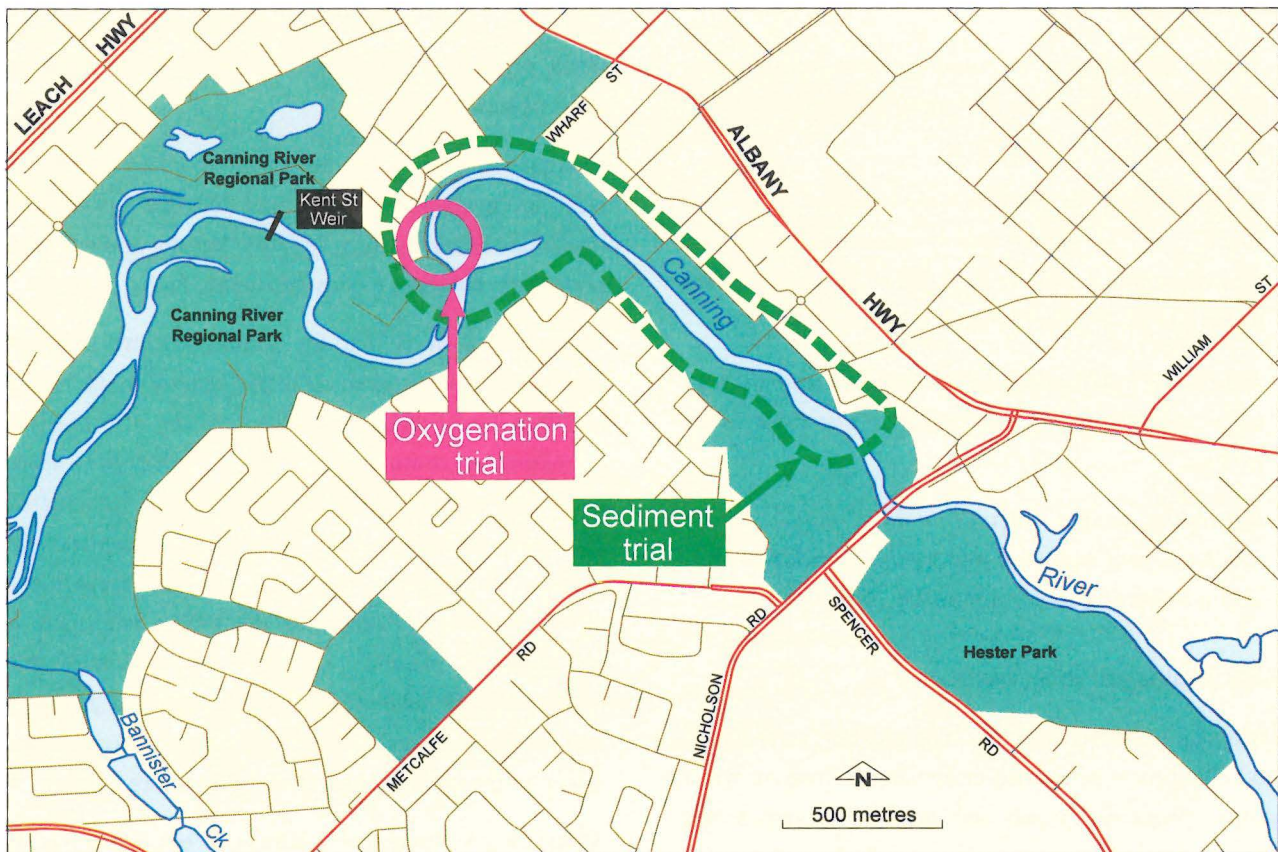 LEACH HWY
Canning River
Regional Park
Kent St
Weir
WHARF ST
ALBANY HWY
Canning
WILLIAM ST
Canning River
Regional Park
Oxygenation
trial
Sediment
trial
River
Hester Park
SPENCER RD
NICHOLSON RD
METCALFE RD
Bannister Ck
N
500 metres